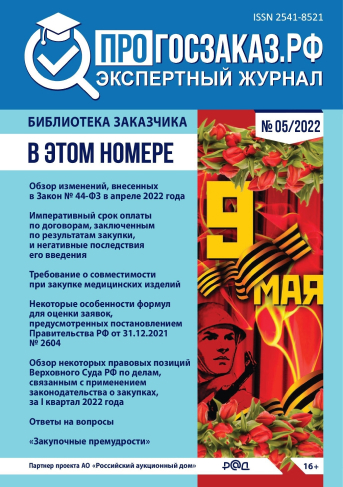 ISSN 2541-8521
ПРОГОСЗАКАЗ.РФ
ЭКСПЕРТНЫЙ ЖУРНАЛ
БИБЛИОТЕКА ЗАКАЗЧИКА
№ 05/2022
В ЭТОМ НОМЕРЕ
Обзор изменений, внесенных
в Закон № 44-ФЗ в апреле 2022 года
Императивный срок оплаты
по договорам, заключенным
по результатам закупки,
и негативные последствия
его введения
Требование о совместимости
при закупке медицинских изделий
Некоторые особенности формул
для оценки заявок,
предусмотренных постановлением
Правительства РФ от 31.12.2021
№ 2604
Обзор некоторых правовых позиций
Верховного Суда РФ по делам,
связанным с применением
законодательства о закупках,
за I квартал 2022 года
Ответы на вопросы
«Закупочные премудрости»
9
МАЯ
Партнер проекта АО «Российский аукционный дом»
Р@Д
16+